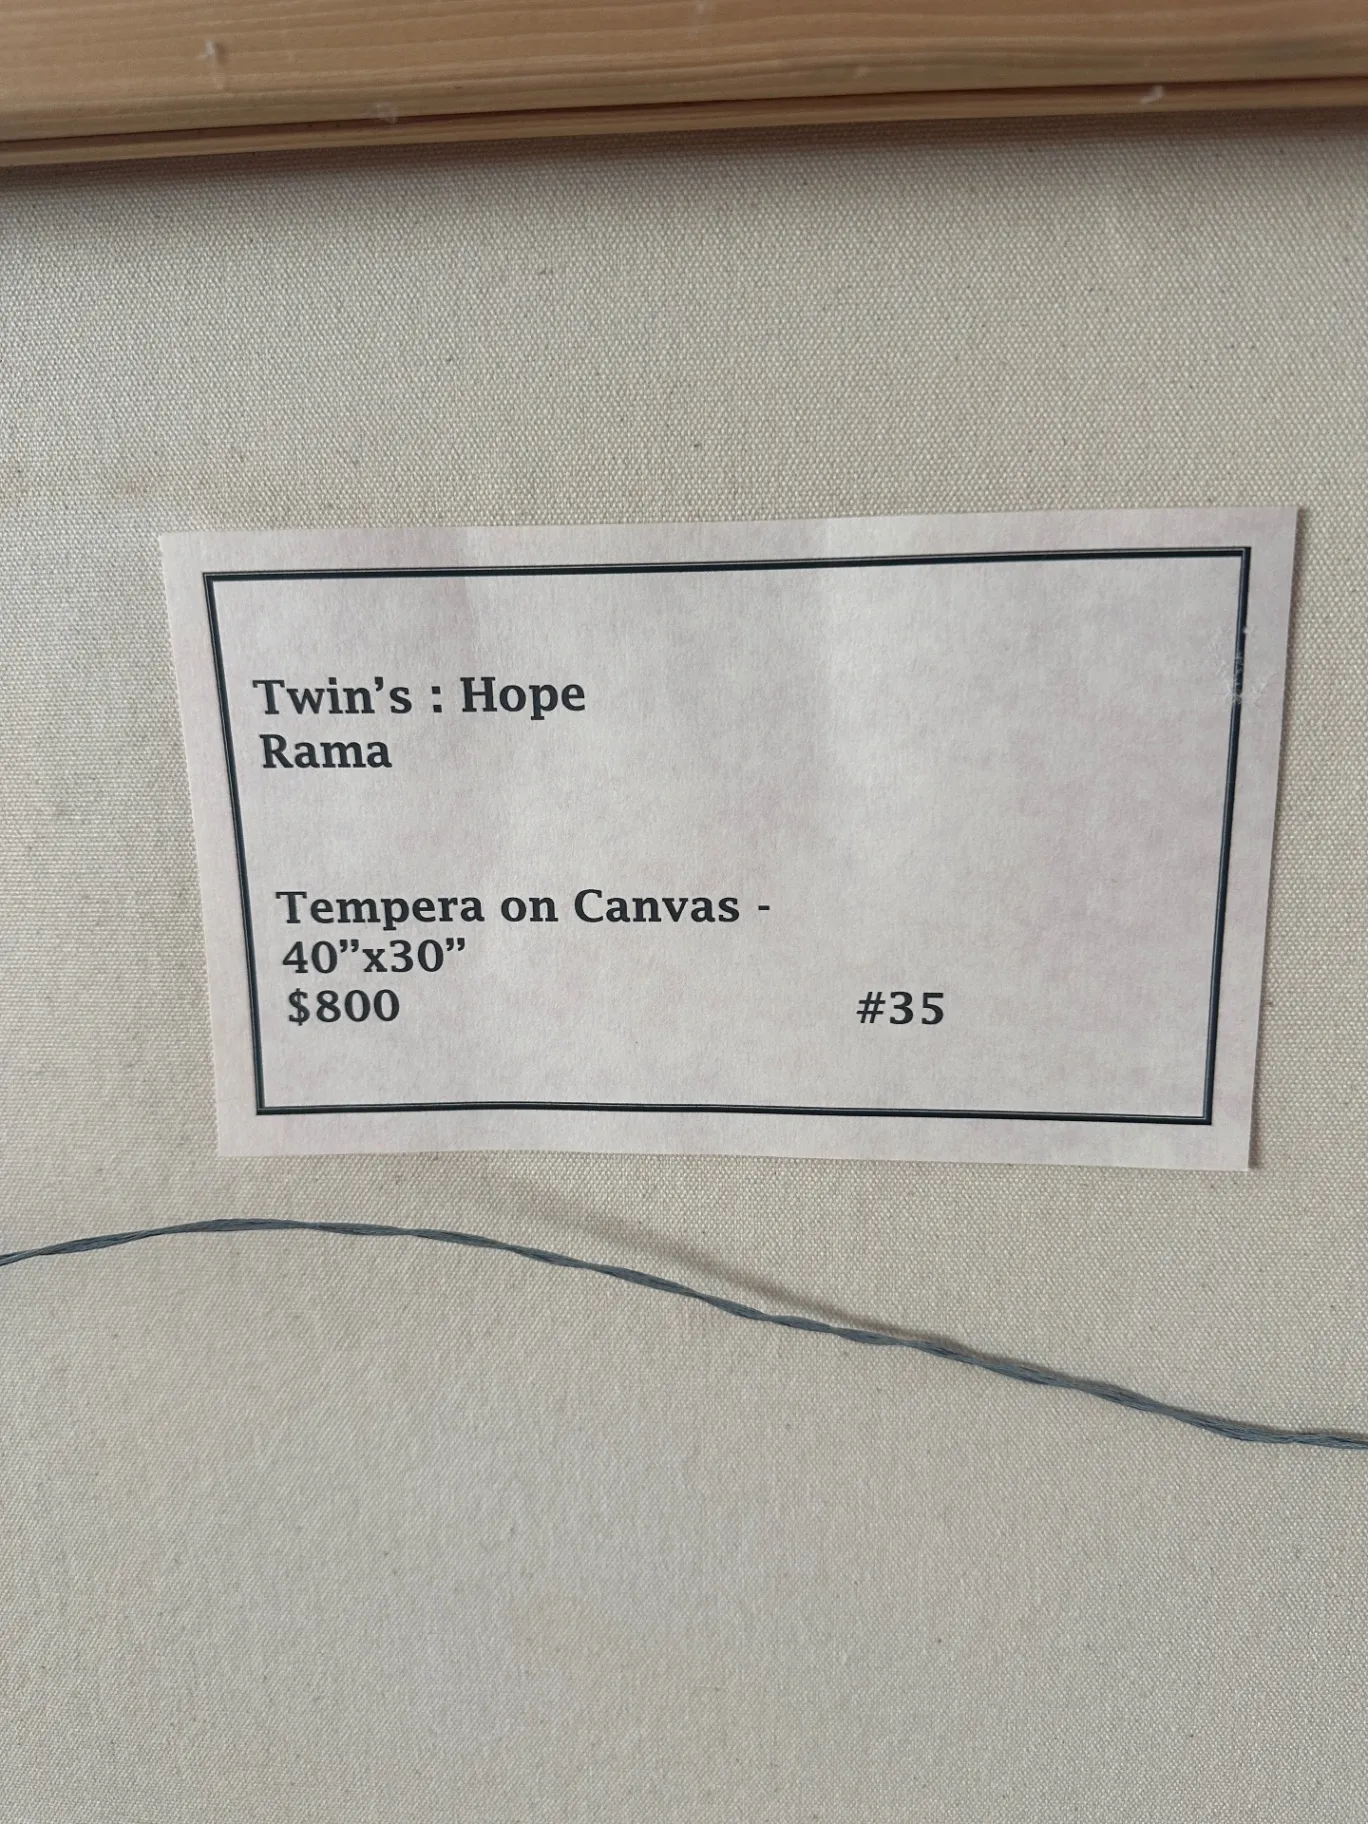 Twin’s : Hope
Rama
Tempera on Canvas -
40”x30”
$800 #35